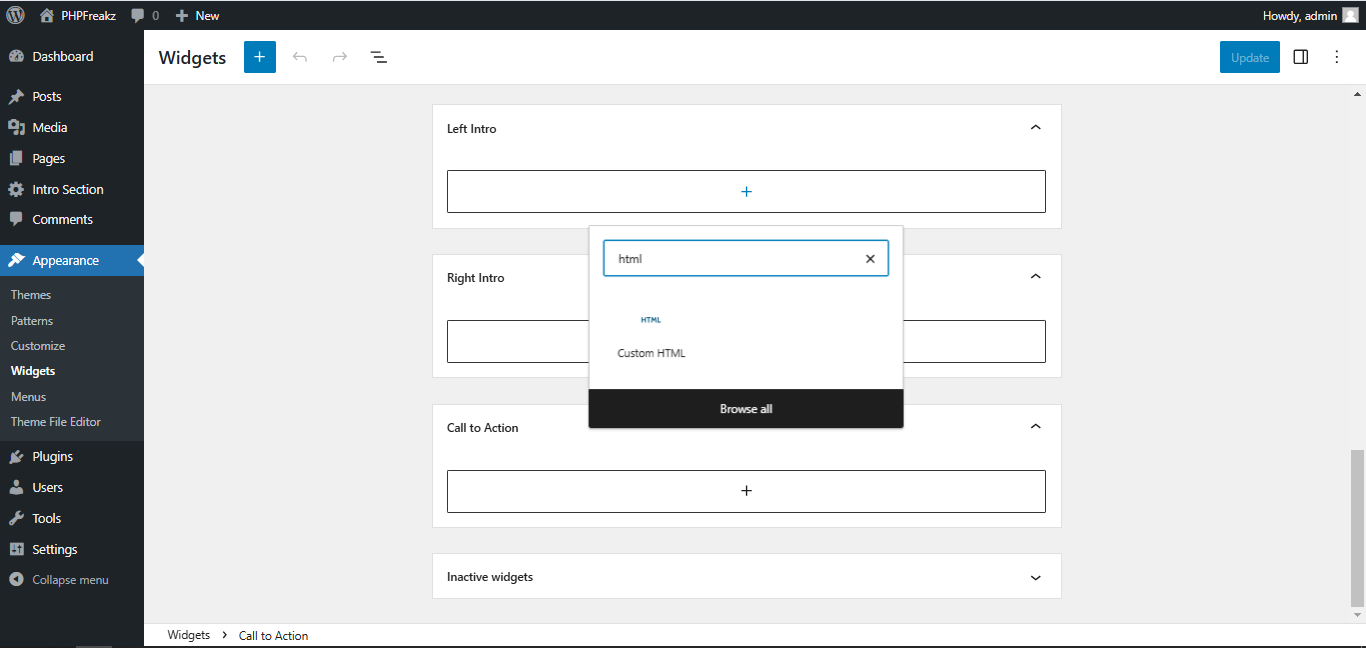 PHPFreakz 0 New Howdy, admin
Dashboard
Posts
Media
Pages
Intro Section
Comments
Appearance
Themes
Patterns
Customize
Widgets
Menus
Theme File Editor
Plugins
Users
Tools
Settings
Collapse menu
Widgets Update
Left Intro
html
Right Intro
HTML
Custom HTML
Browse all
Call to Action
Inactive widgets
Widgets › Call to Action